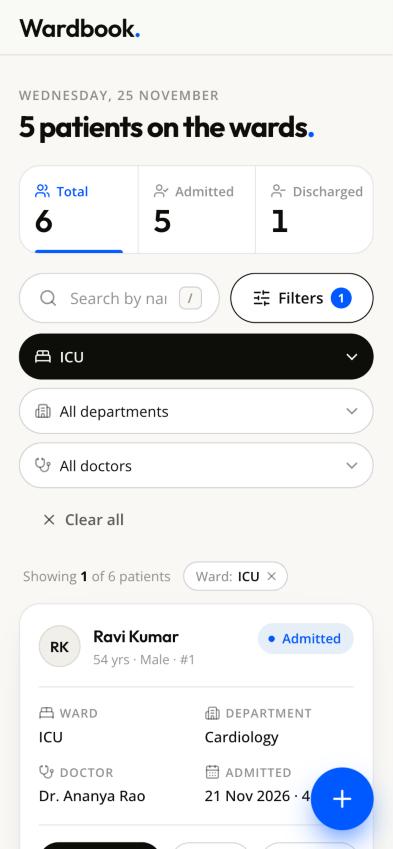 Wardbook.
WEDNESDAY, 25 NOVEMBER
5 patients on the wards.
Total
Admitted
Discharged
6
5
1
Search by nai /
Filters 1
ICU
All departments
All doctors
Clear all
Showing 1 of 6 patients
Ward: ICU
RK
Ravi Kumar
54 yrs · Male · #1
Admitted
WARD
DEPARTMENT
ICU
Cardiology
DOCTOR
ADMITTED
Dr. Ananya Rao
21 Nov 2026 · 4